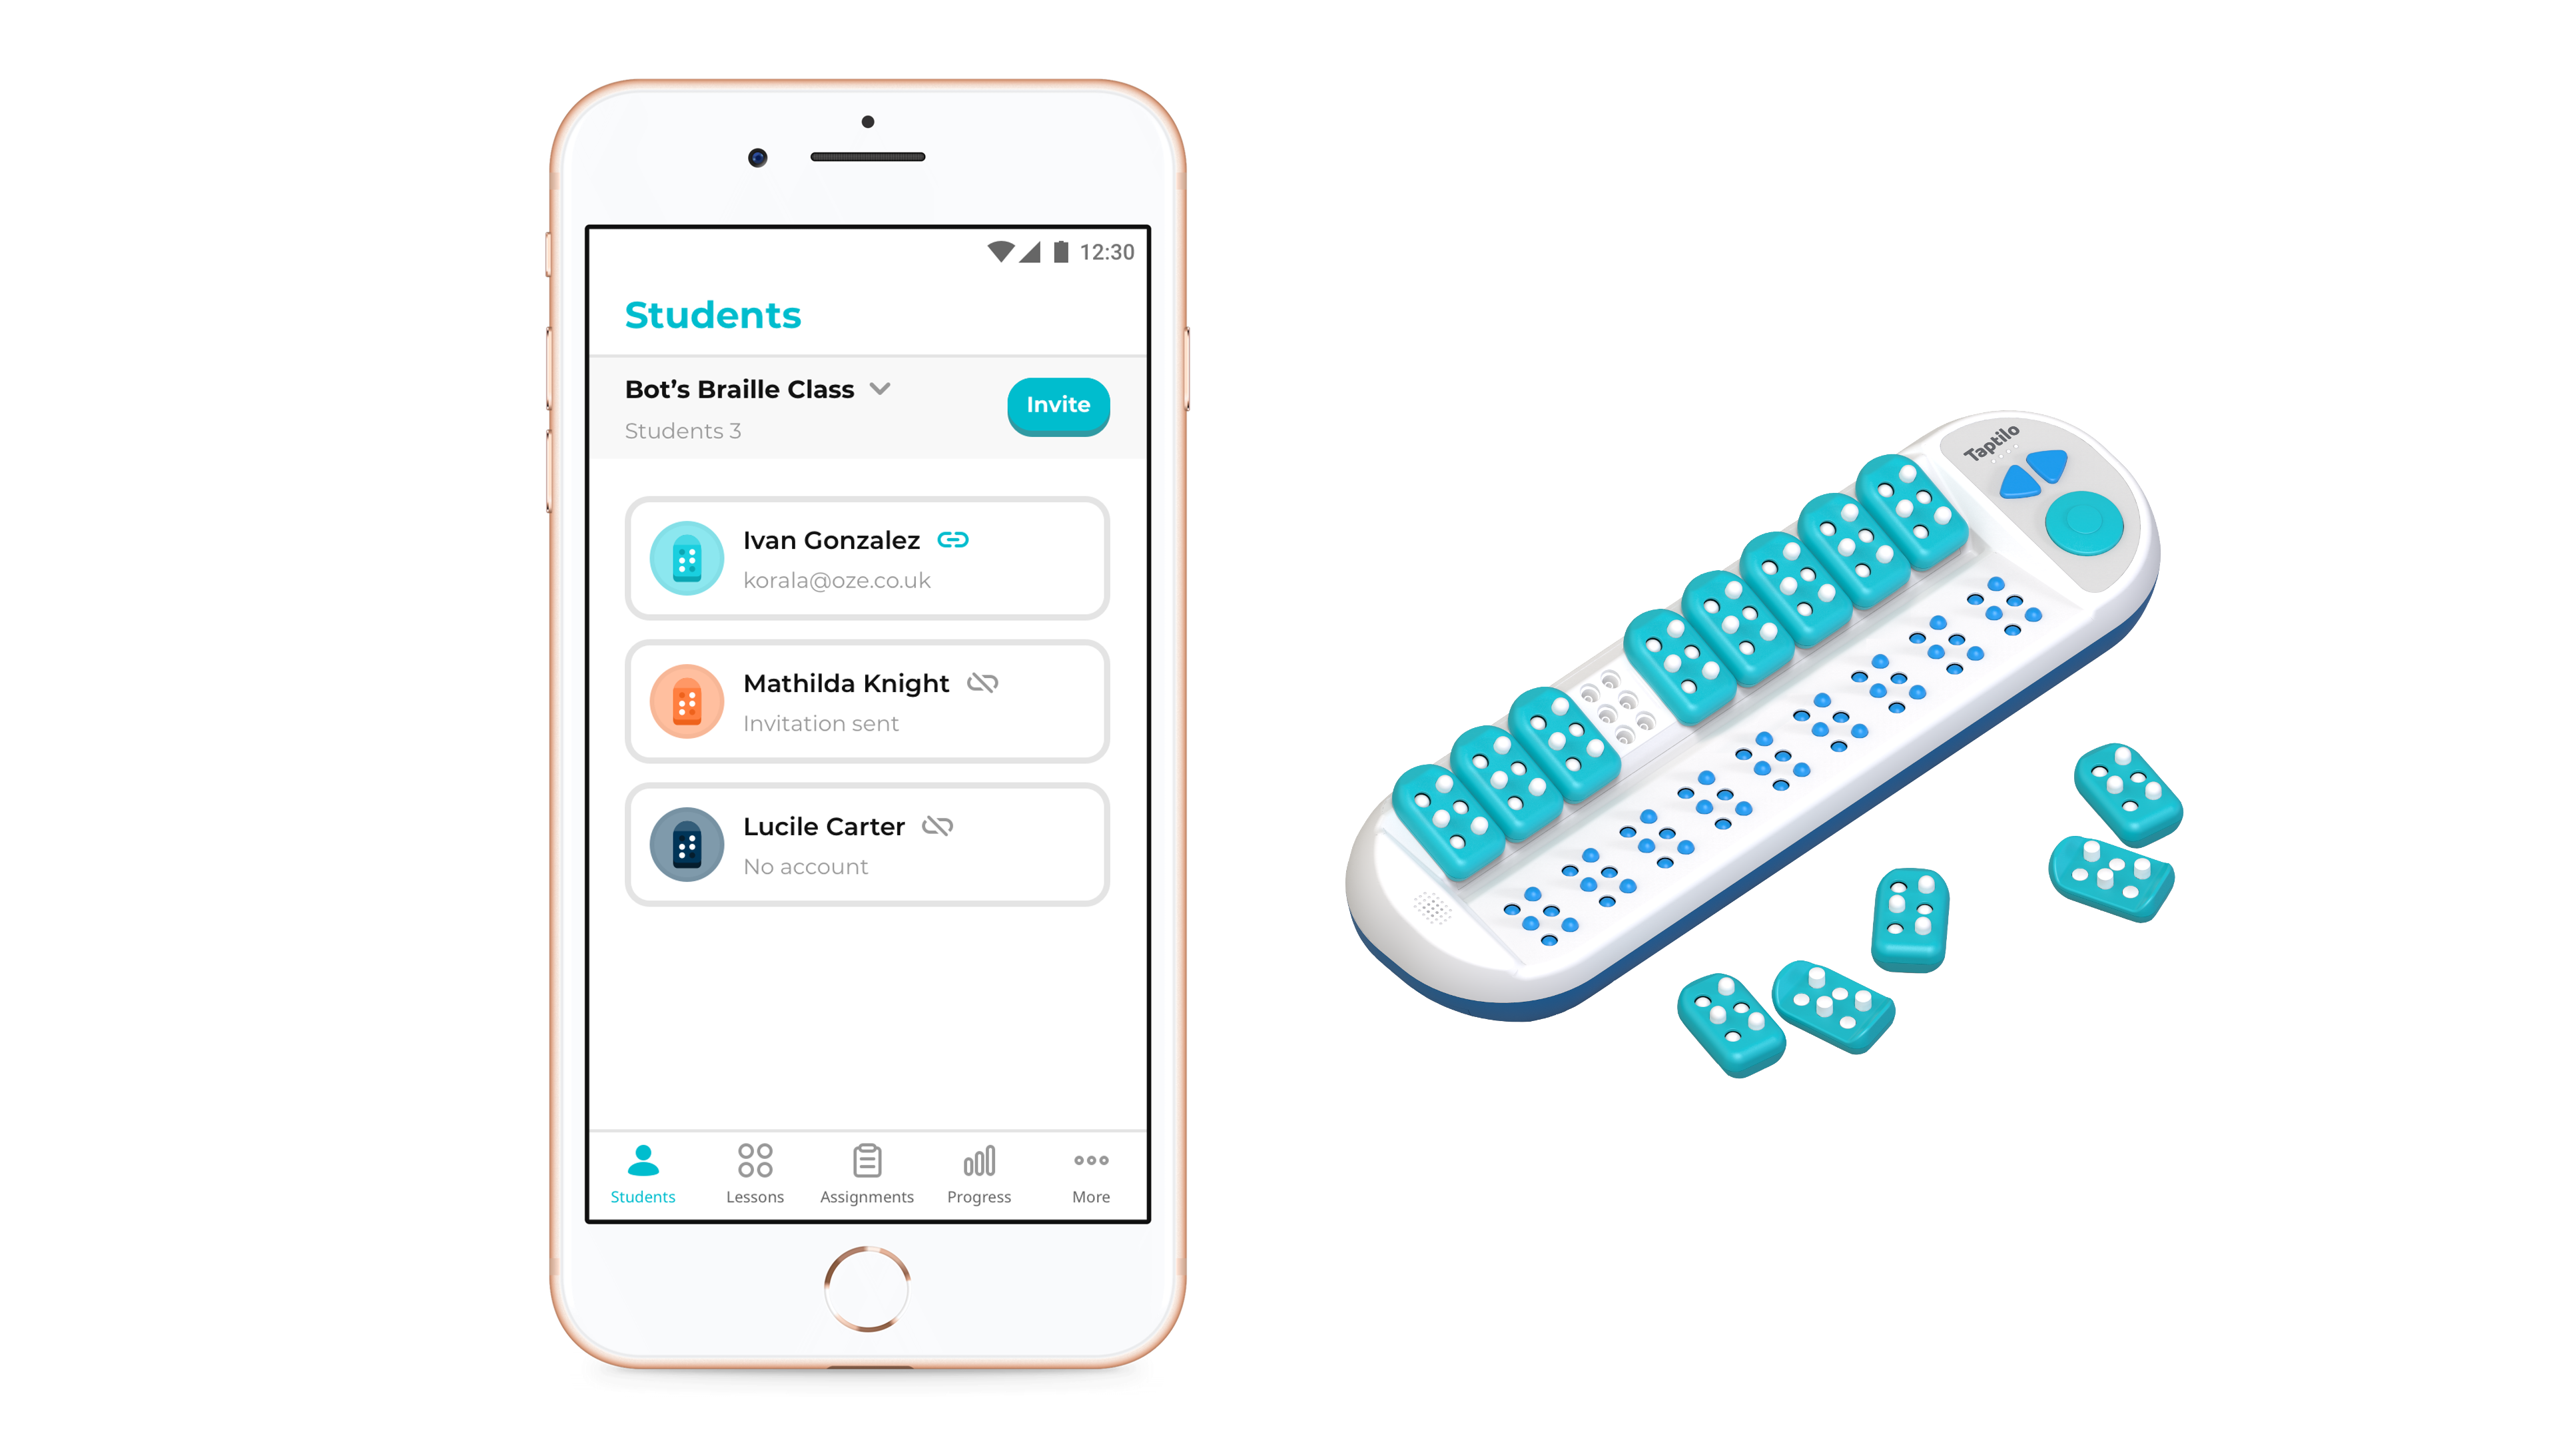 12:30
Students
Bot’s Braille Class
Students 3
Invite
Ivan Gonzalez
korala@oze.co.uk
Mathilda Knight
Invitation sent
Lucile Carter
No account
Students
Lessons
Assignments
Progress
More
Taptilo